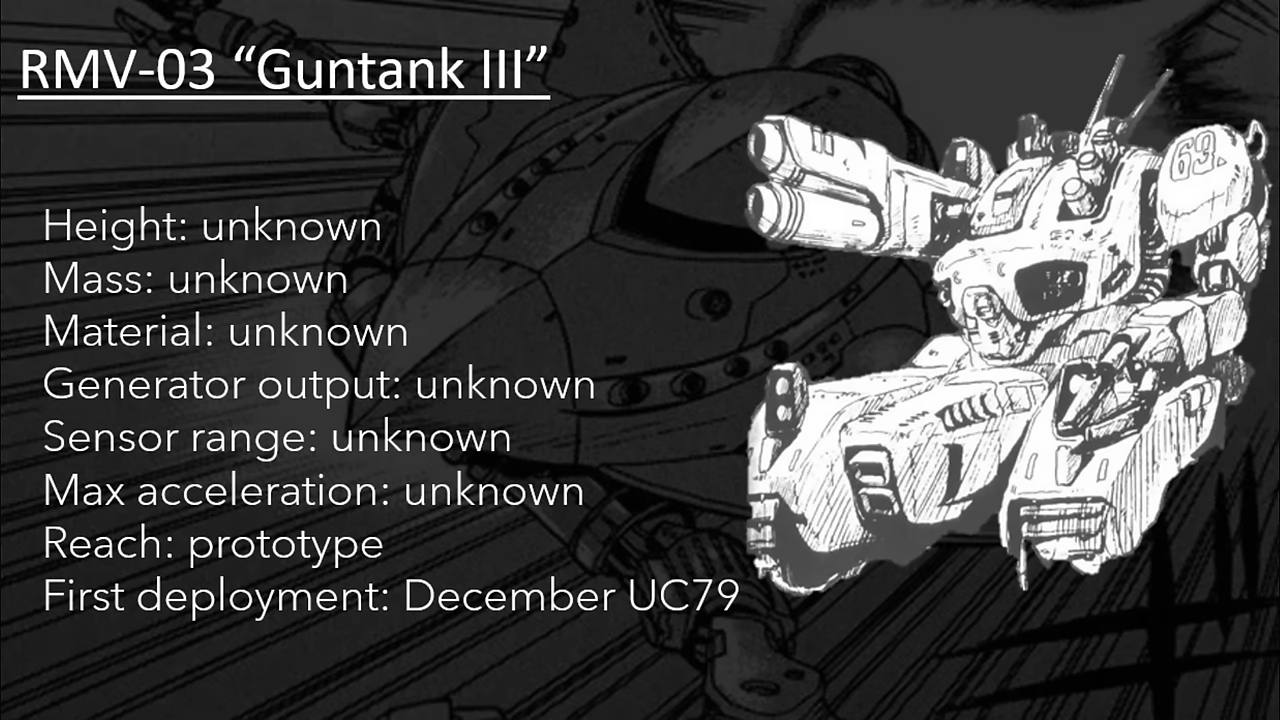 RMV-03 “Guntank III”
Height: unknown
Mass: unknown
Material: unknown
Generator output: unknown
Sensor range: unknown
Max acceleration: unknown
Reach: prototype
First deployment: December UC79
69